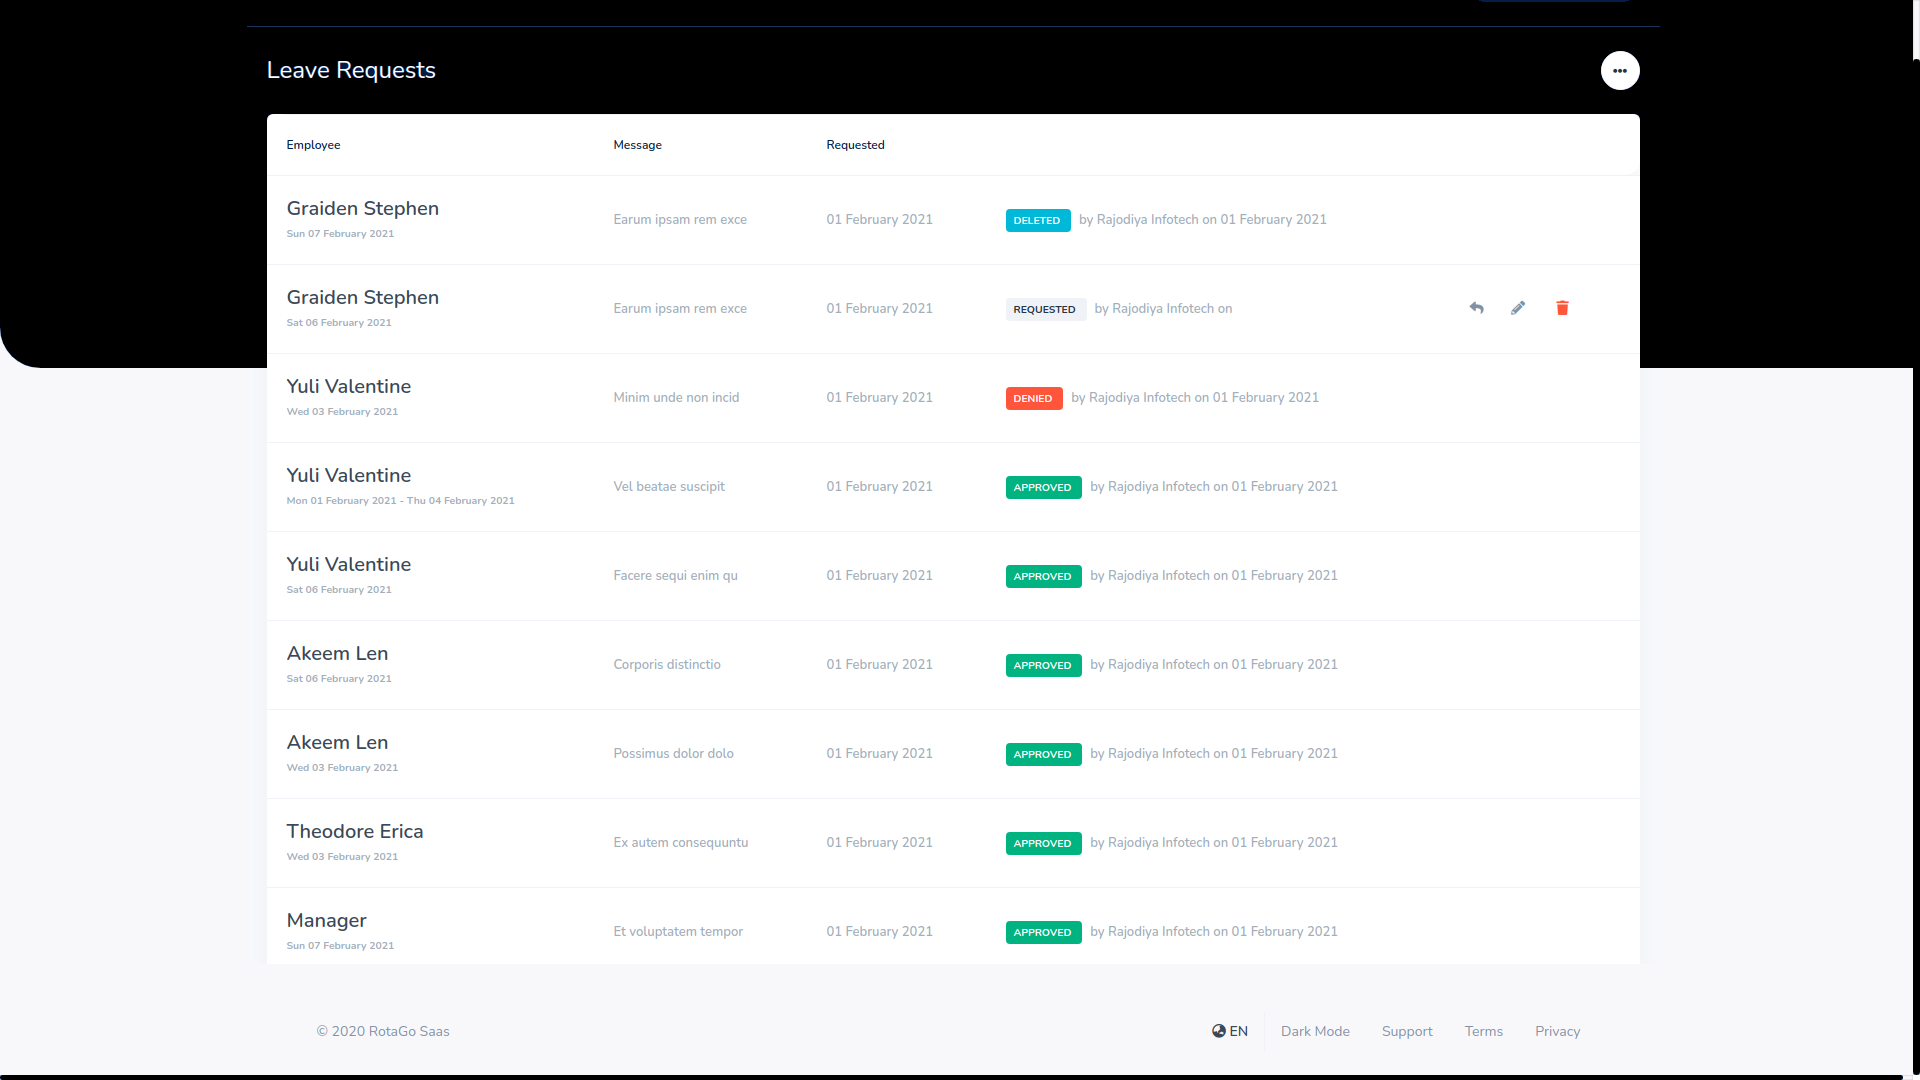 Leave Requests
Employee Message Requested
Graiden Stephen
Sun 07 February 2021
Earum ipsam rem exce
01 February 2021
DELETED by Rajodiya Infotech on 01 February 2021
Graiden Stephen
Sat 06 February 2021
Earum ipsam rem exce
01 February 2021
REQUESTED by Rajodiya Infotech on
Yuli Valentine
Wed 03 February 2021
Minim unde non incid
01 February 2021
DENIED by Rajodiya Infotech on 01 February 2021
Yuli Valentine
Mon 01 February 2021 - Thu 04 February 2021
Vel beatae suscipit
01 February 2021
APPROVED by Rajodiya Infotech on 01 February 2021
Yuli Valentine
Sat 06 February 2021
Facere sequi enim qu
01 February 2021
APPROVED by Rajodiya Infotech on 01 February 2021
Akeem Len
Sat 06 February 2021
Corporis distinctio
01 February 2021
APPROVED by Rajodiya Infotech on 01 February 2021
Akeem Len
Wed 03 February 2021
Possimus dolor dolo
01 February 2021
APPROVED by Rajodiya Infotech on 01 February 2021
Theodore Erica
Wed 03 February 2021
Ex autem consequuntu
01 February 2021
APPROVED by Rajodiya Infotech on 01 February 2021
Manager
Sun 07 February 2021
Et voluptatem tempor
01 February 2021
APPROVED by Rajodiya Infotech on 01 February 2021
© 2020 RotaGo Saas
EN Dark Mode Support Terms Privacy